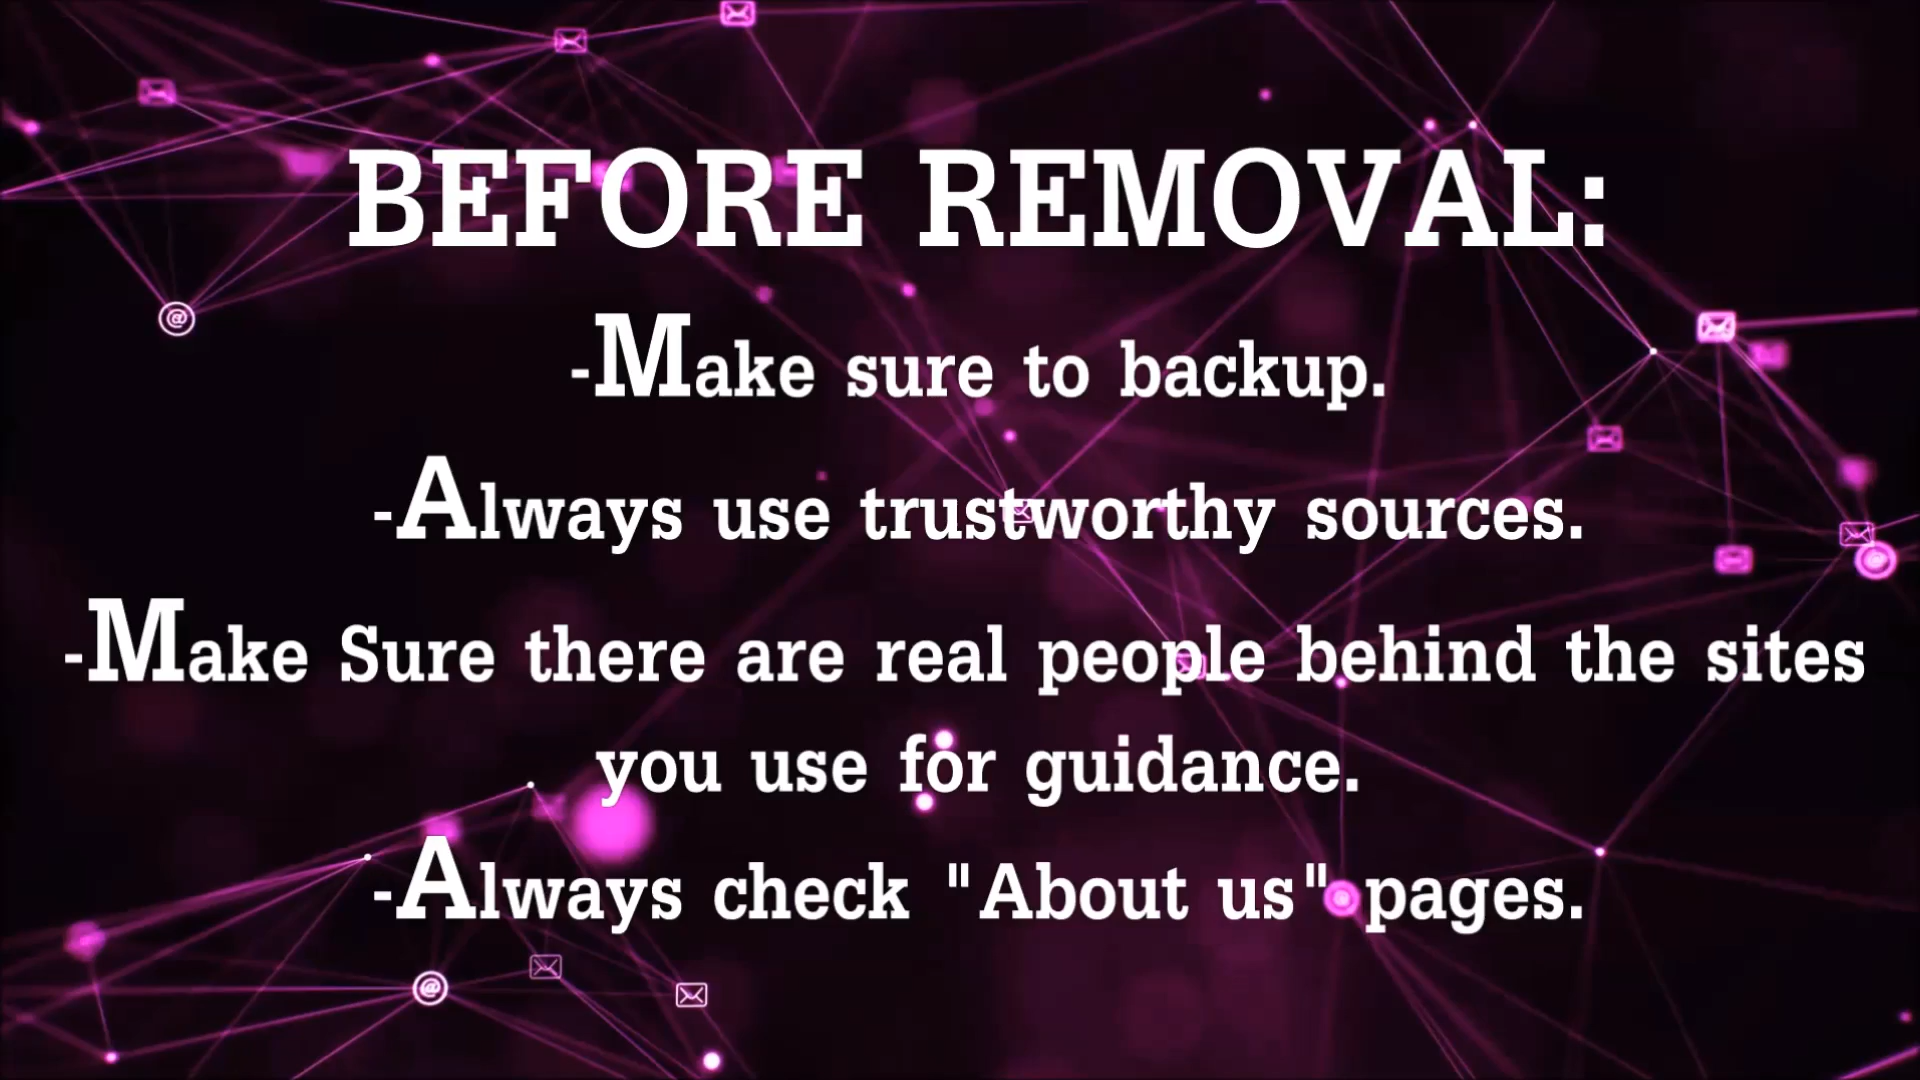 BEFORE REMOVAL:
-Make sure to backup.
-Always use trustworthy sources.
-Make Sure there are real people behind the sites
you use for guidance.
-Always check "About us" pages.